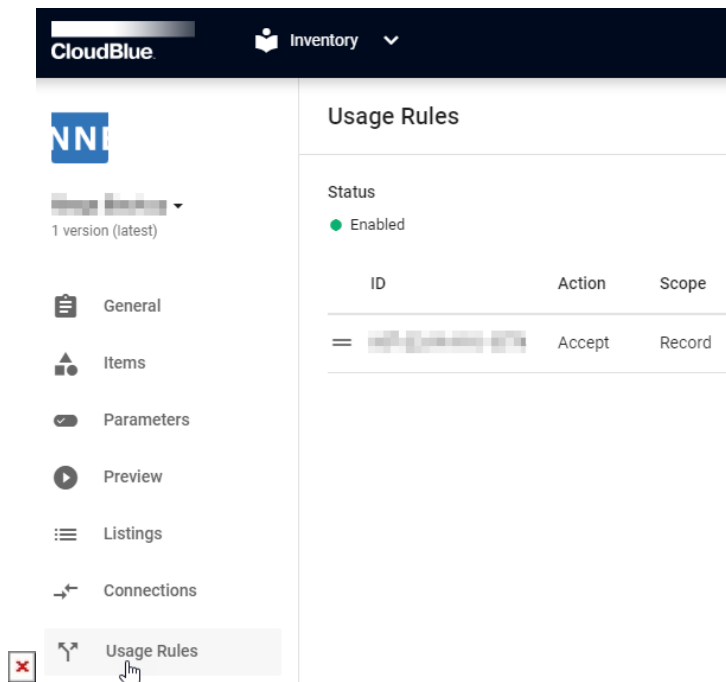 CloudBlue.
Inventory
NNE
1 version (latest)
General
Items
Parameters
Preview
Listings
Connections
Usage Rules
Usage Rules
Status
Enabled
ID Action Scope
Accept Record